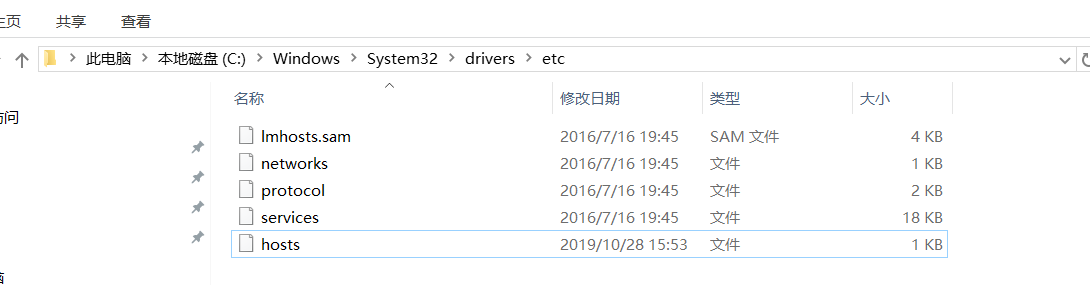 主页 共享 查看
此电脑 本地磁盘 (C:) Windows System32 drivers etc
名称 修改日期 类型 大小
访问
lmhosts.sam 2016/7/16 19:45 SAM 文件 4 KB
networks 2016/7/16 19:45 文件 1 KB
protocol 2016/7/16 19:45 文件 2 KB
services 2016/7/16 19:45 文件 18 KB
hosts 2019/10/28 15:53 文件 1 KB
脑